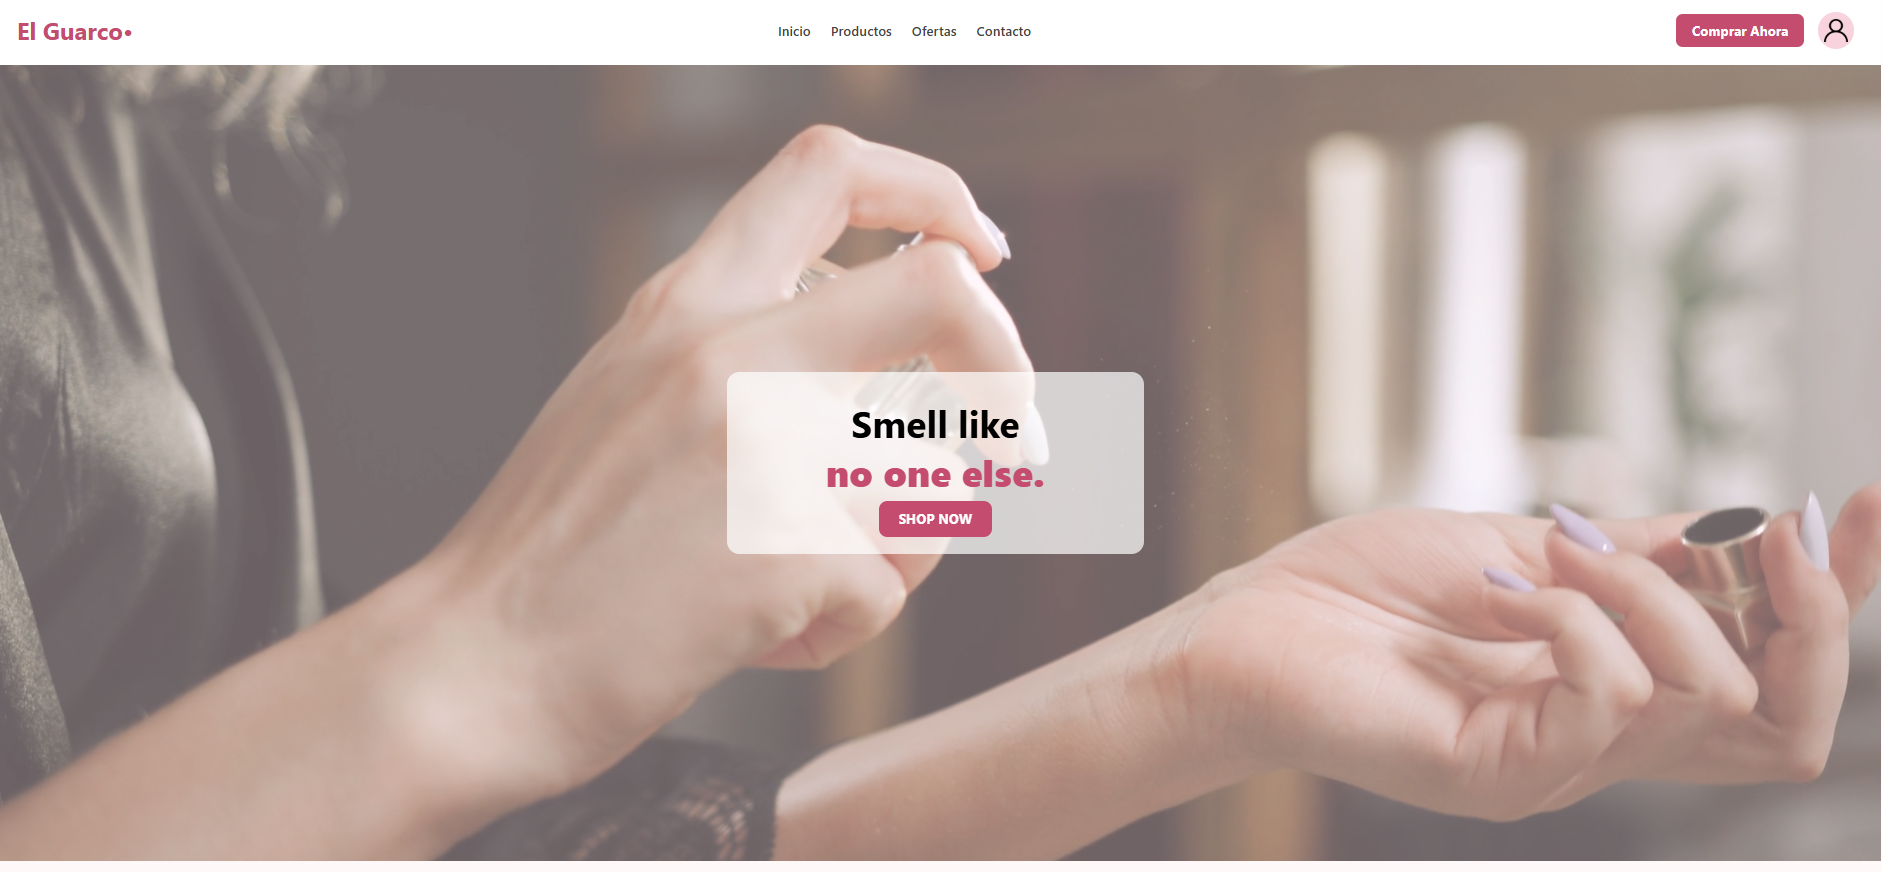 El Guarco•
Inicio Productos Ofertas Contacto
Comprar Ahora
Smell like
no one else.
SHOP NOW